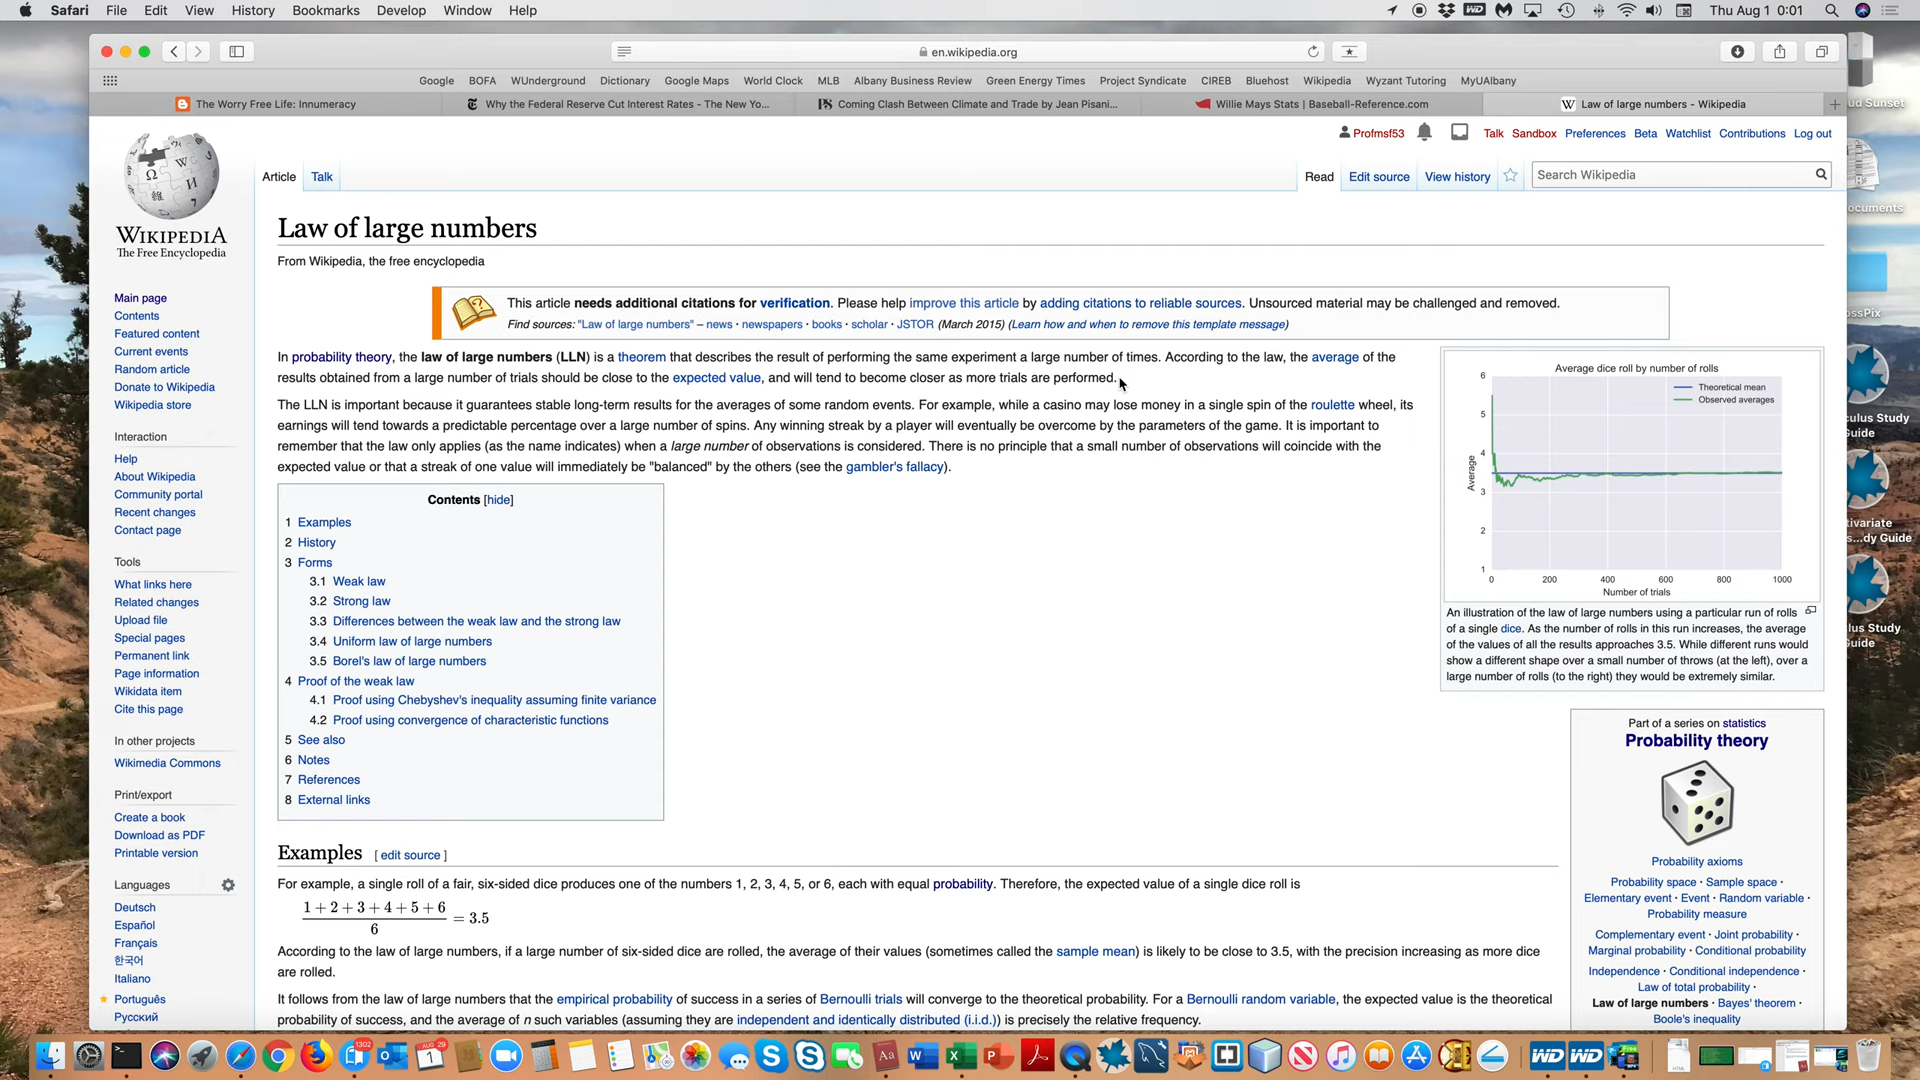 Safari File Edit View History Bookmarks Develop Window Help
Thu Aug 1 0:01
en.wikipedia.org
Google BOFA WUnderground Dictionary Google Maps World Clock MLB Albany Business Review Green Energy Times Project Syndicate CIREB Bluehost Wikipedia Wyzant Tutoring MyUAlbany
The Worry Free Life: Innumeracy
Why the Federal Reserve Cut Interest Rates - The New Yo...
Coming Clash Between Climate and Trade by Jean Pisani...
Willie Mays Stats | Baseball-Reference.com
Law of large numbers - Wikipedia
Profmsf53 Talk Sandbox Preferences Beta Watchlist Contributions Log out
Article Talk
Read Edit source View history
Search Wikipedia
WIKIPEDIA
The Free Encyclopedia
Main page
Contents
Featured content
Current events
Random article
Donate to Wikipedia
Wikipedia store
Interaction
Help
About Wikipedia
Community portal
Recent changes
Contact page
Tools
What links here
Related changes
Upload file
Special pages
Permanent link
Page information
Wikidata item
Cite this page
In other projects
Wikimedia Commons
Print/export
Create a book
Download as PDF
Printable version
Languages
Deutsch
Español
Français
한국어
Italiano
Português
Русский
Law of large numbers
From Wikipedia, the free encyclopedia
This article needs additional citations for verification. Please help improve this article by adding citations to reliable sources. Unsourced material may be challenged and removed.
Find sources: "Law of large numbers" – news · newspapers · books · scholar · JSTOR (March 2015) (Learn how and when to remove this template message)
In probability theory, the law of large numbers (LLN) is a theorem that describes the result of performing the same experiment a large number of times. According to the law, the average of the
results obtained from a large number of trials should be close to the expected value, and will tend to become closer as more trials are performed.
The LLN is important because it guarantees stable long-term results for the averages of some random events. For example, while a casino may lose money in a single spin of the roulette wheel, its
earnings will tend towards a predictable percentage over a large number of spins. Any winning streak by a player will eventually be overcome by the parameters of the game. It is important to
remember that the law only applies (as the name indicates) when a large number of observations is considered. There is no principle that a small number of observations will coincide with the
expected value or that a streak of one value will immediately be "balanced" by the others (see the gambler's fallacy).
Contents [hide]
1 Examples
2 History
3 Forms
3.1 Weak law
3.2 Strong law
3.3 Differences between the weak law and the strong law
3.4 Uniform law of large numbers
3.5 Borel's law of large numbers
4 Proof of the weak law
4.1 Proof using Chebyshev's inequality assuming finite variance
4.2 Proof using convergence of characteristic functions
5 See also
6 Notes
7 References
8 External links
Average dice roll by number of rolls
Theoretical mean
Observed averages
6
5
4
3
2
1
Average
0 200 400 600 800 1000
Number of trials
An illustration of the law of large numbers using a particular run of rolls
of a single dice. As the number of rolls in this run increases, the average
of the values of all the results approaches 3.5. While different runs would
show a different shape over a small number of throws (at the left), over a
large number of rolls (to the right) they would be extremely similar.
Part of a series on statistics
Probability theory
Probability axioms
Probability space · Sample space ·
Elementary event · Event · Random variable ·
Probability measure
Complementary event · Joint probability ·
Marginal probability · Conditional probability
Independence · Conditional independence ·
Law of total probability ·
Law of large numbers · Bayes' theorem ·
Boole's inequality
Examples [ edit source ]
For example, a single roll of a fair, six-sided dice produces one of the numbers 1, 2, 3, 4, 5, or 6, each with equal probability. Therefore, the expected value of a single dice roll is
1 + 2 + 3 + 4 + 5 + 6
6
= 3.5
According to the law of large numbers, if a large number of six-sided dice are rolled, the average of their values (sometimes called the sample mean) is likely to be close to 3.5, with the precision increasing as more dice
are rolled.
It follows from the law of large numbers that the empirical probability of success in a series of Bernoulli trials will converge to the theoretical probability. For a Bernoulli random variable, the expected value is the theoretical
probability of success, and the average of n such variables (assuming they are independent and identically distributed (i.i.d.)) is precisely the relative frequency.